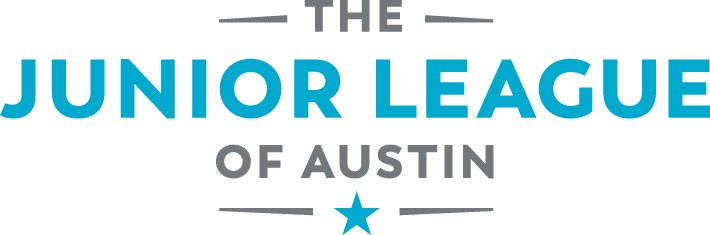 THE
JUNIOR LEAGUE
OF AUSTIN